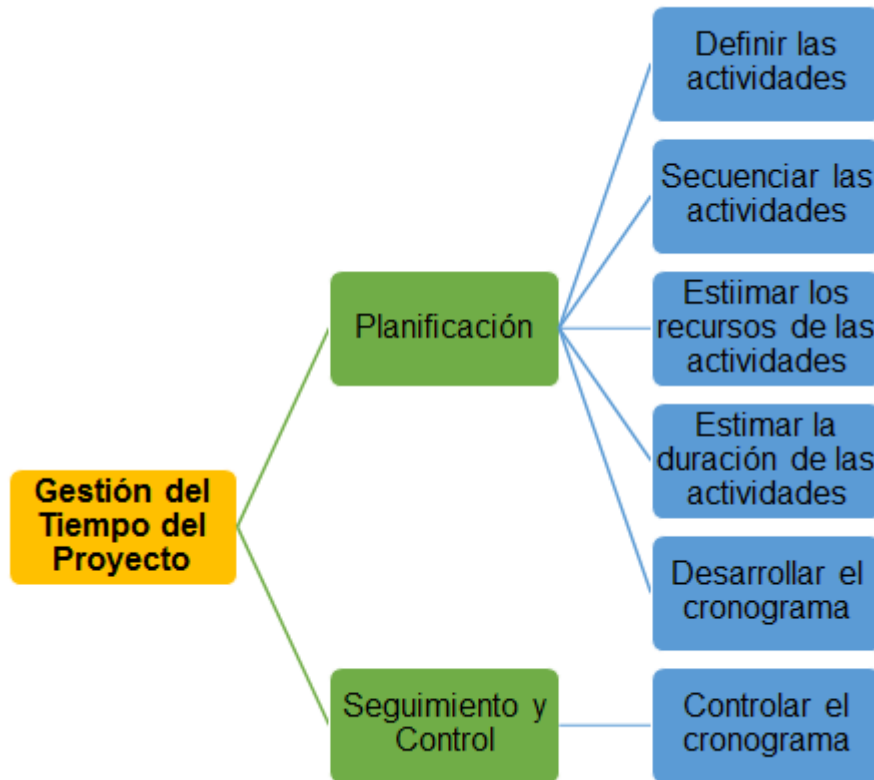 Definir las
actividades
Secuenciar las
actividades
Planificación
Estiimar los
recursos de las
actividades
Estimar la
duración de las
actividades
Gestión del
Tiempo del
Proyecto
Desarrollar el
cronograma
Seguimiento y
Control
Controlar el
cronograma